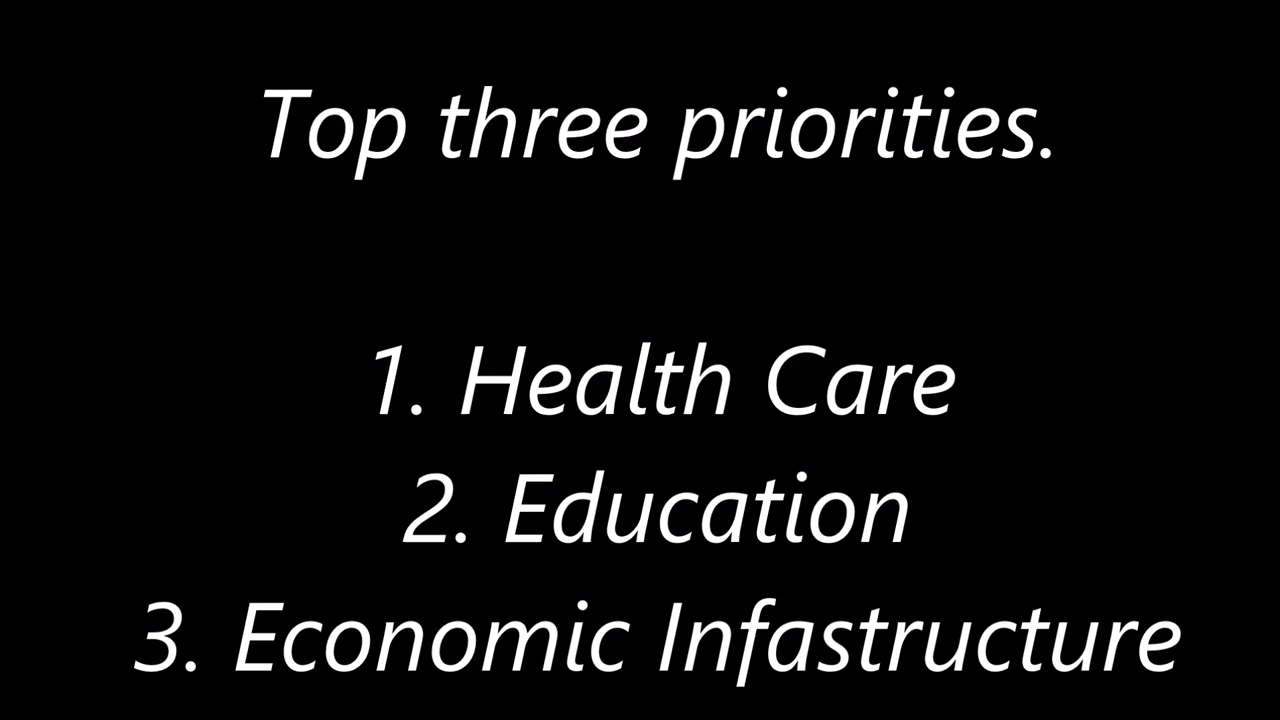 Top three priorities.
1. Health Care
2. Education
3. Economic Infastructure